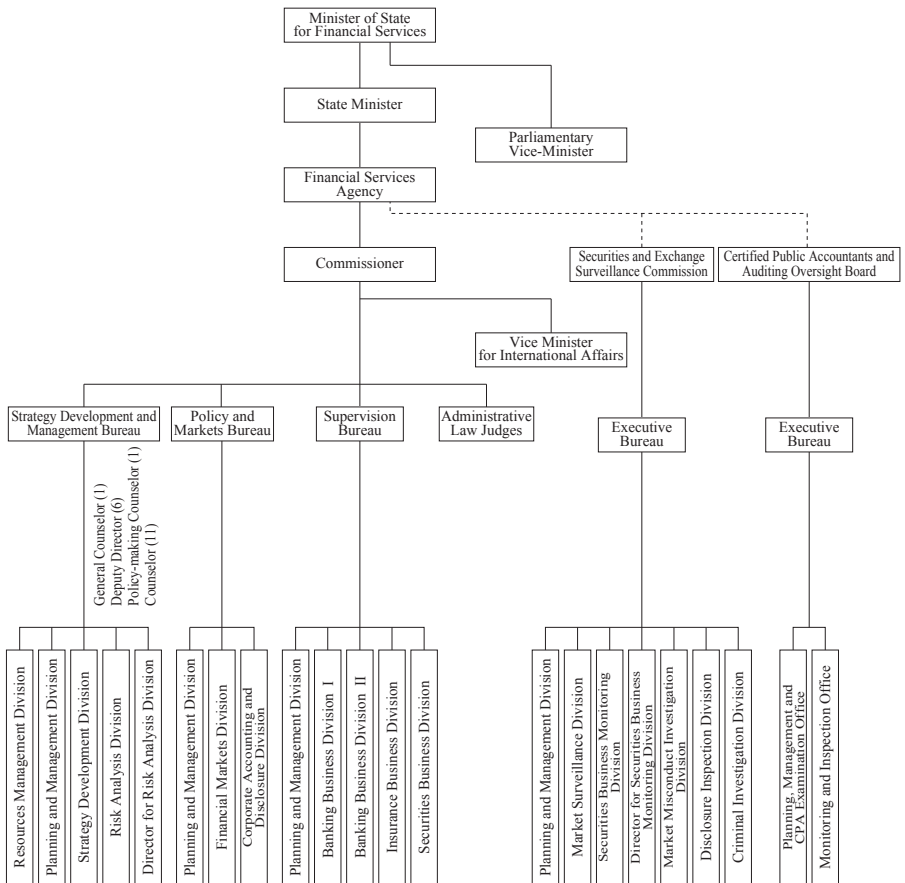 Minister of State
for Financial Services
State Minister
Parliamentary
Vice-Minister
Financial Services
Agency
Commissioner
Securities and Exchange
Surveillance Commission
Certified Public Accountants and
Auditing Oversight Board
Vice Minister
for International Affairs
Strategy Development and
Management Bureau
Policy and
Markets Bureau
Supervision
Bureau
Administrative
Law Judges
Executive
Bureau
Executive
Bureau
General Counselor (1)
Deputy Director (6)
Policy-making Counselor (1)
Counselor (11)
Resources Management Division
Planning and Management Division
Strategy Development Division
Risk Analysis Division
Director for Risk Analysis Division
Planning and Management Division
Financial Markets Division
Corporate Accounting and
Disclosure Division
Planning and Management Division
Banking Business Division I
Banking Business Division II
Insurance Business Division
Securities Business Division
Planning and Management Division
Market Surveillance Division
Securities Business Monitoring
Division
Director for Securities Business
Monitoring Division
Market Misconduct Investigation
Division
Disclosure Inspection Division
Criminal Investigation Division
Planning, Management and
CPA Examination Office
Monitoring and Inspection Office